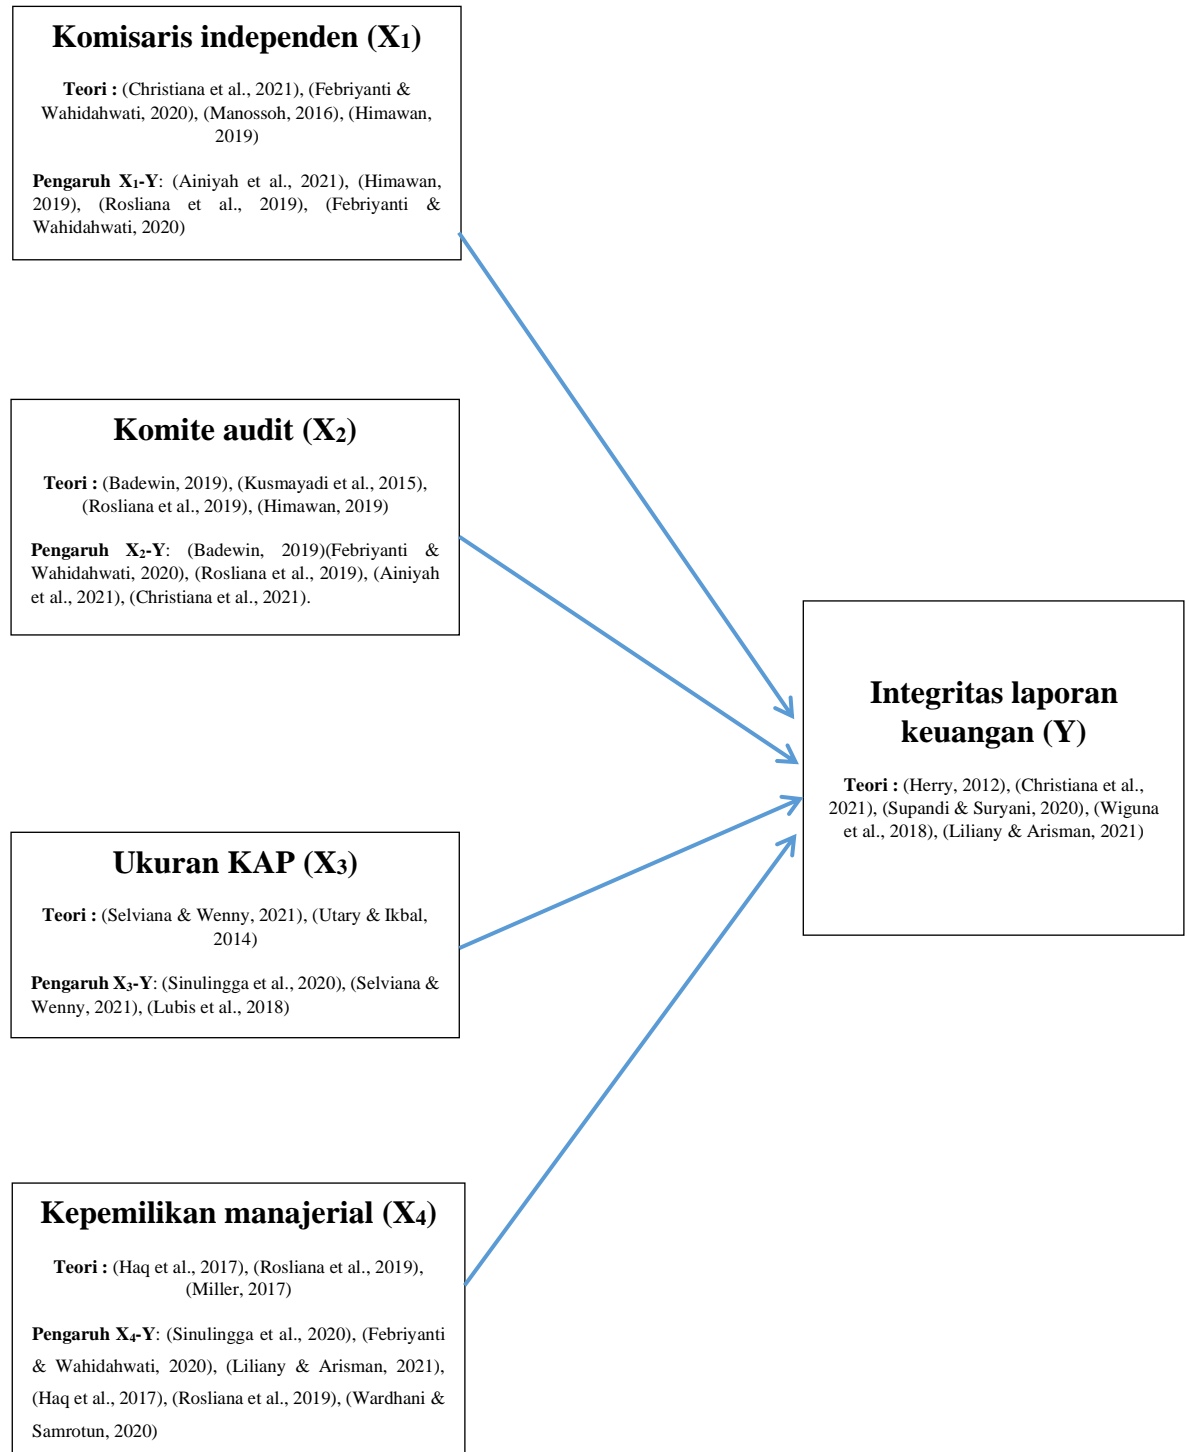 Komisaris independen (X1)
Teori : (Christiana et al., 2021), (Febriyanti &
Wahidahwati, 2020), (Manossoh, 2016), (Himawan,
2019)
Pengaruh X1-Y: (Ainiyah et al., 2021), (Himawan,
2019), (Rosliana et al., 2019), (Febriyanti &
Wahidahwati, 2020)
Komite audit (X2)
Teori : (Badewin, 2019), (Kusmayadi et al., 2015),
(Rosliana et al., 2019), (Himawan, 2019)
Pengaruh X2-Y: (Badewin, 2019)(Febriyanti &
Wahidahwati, 2020), (Rosliana et al., 2019), (Ainiyah
et al., 2021), (Christiana et al., 2021).
Integritas laporan
keuangan (Y)
Teori : (Herry, 2012), (Christiana et al.,
2021), (Supandi & Suryani, 2020), (Wiguna
et al., 2018), (Liliany & Arisman, 2021)
Ukuran KAP (X3)
Teori : (Selviana & Wenny, 2021), (Utary & Ikbal,
2014)
Pengaruh X3-Y: (Sinulingga et al., 2020), (Selviana &
Wenny, 2021), (Lubis et al., 2018)
Kepemilikan manajerial (X4)
Teori : (Haq et al., 2017), (Rosliana et al., 2019),
(Miller, 2017)
Pengaruh X4-Y: (Sinulingga et al., 2020), (Febriyanti
& Wahidahwati, 2020), (Liliany & Arisman, 2021),
(Haq et al., 2017), (Rosliana et al., 2019), (Wardhani &
Samrotun, 2020)